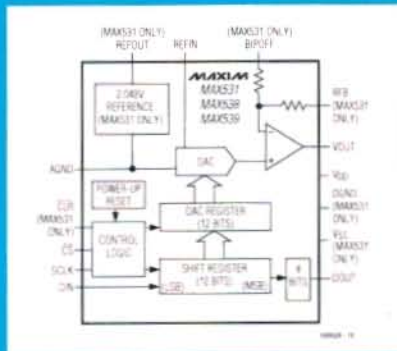 (MAX531 ONLY)
REFOUT
REFIN
(MAX531 ONLY)
BIPOFF
MAXIM
MAX531
MAX538
MAX539
2.048V
REFERENCE
(MAX531 ONLY)
RFB
(MAX531
ONLY)
VOUT
AGND
DAC
POWER-UP
RESET
VDD
DGND
(MAX531
ONLY)
CLR
(MAX531
ONLY)
CONTROL
LOGIC
DAC REGISTER
(12 BITS)
VSS
(MAX531
ONLY)
CS
SCLK
DIN
SHIFT REGISTER
(12 BITS)
(LSB)
(MSB)
4
BITS
DOUT